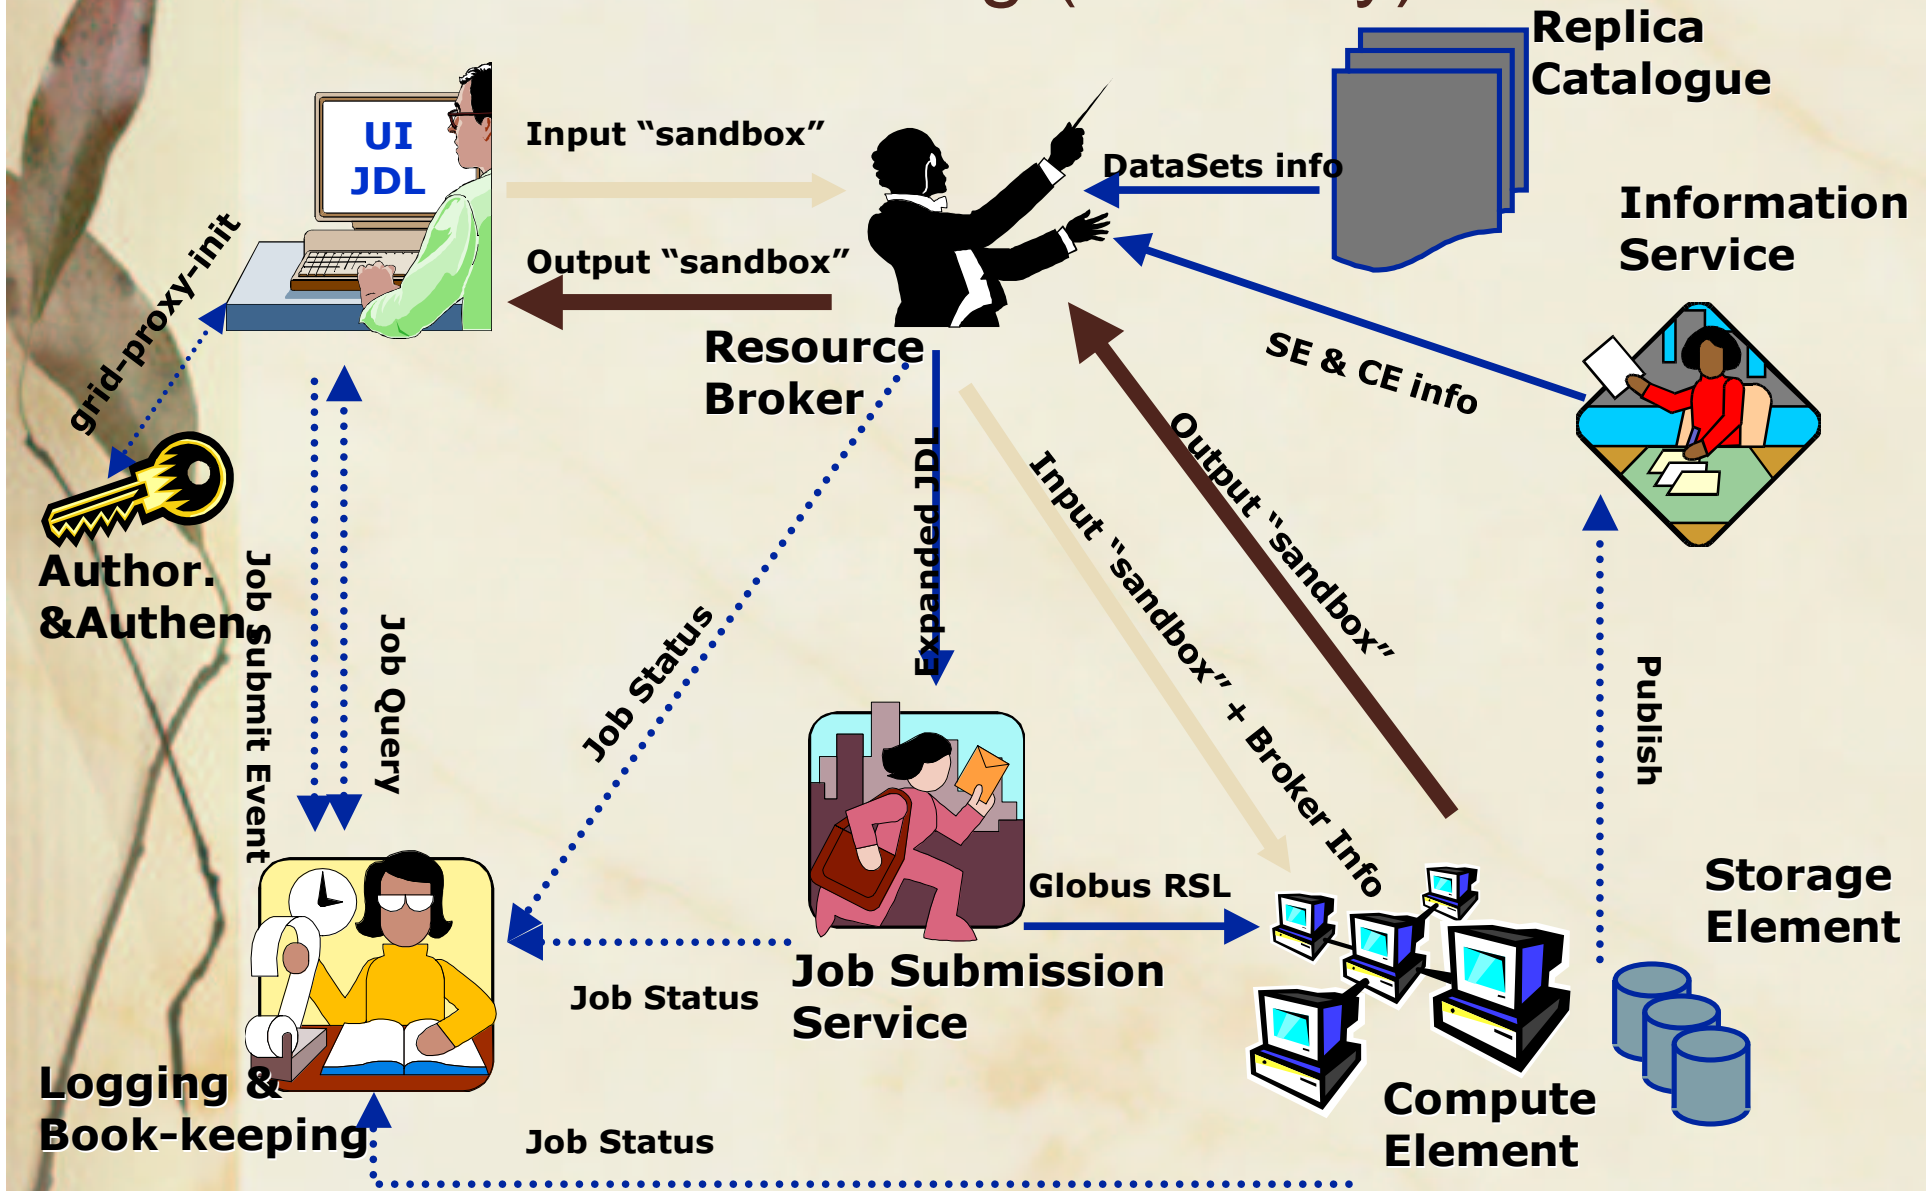 Replica
Catalogue
UI
JDL
Input “sandbox”
DataSets info
Information
Service
grid-proxy-init
Output “sandbox”
Resource
Broker
SE & CE info
Expanded JDL
Output “sandbox”
Input “sandbox” + Broker Info
Author.
&Authen.
Job Submit Event
Job Query
Job Status
Publish
Globus RSL
Storage
Element
Job Submission
Service
Job Status
Logging &
Book-keeping
Compute
Element
Job Status